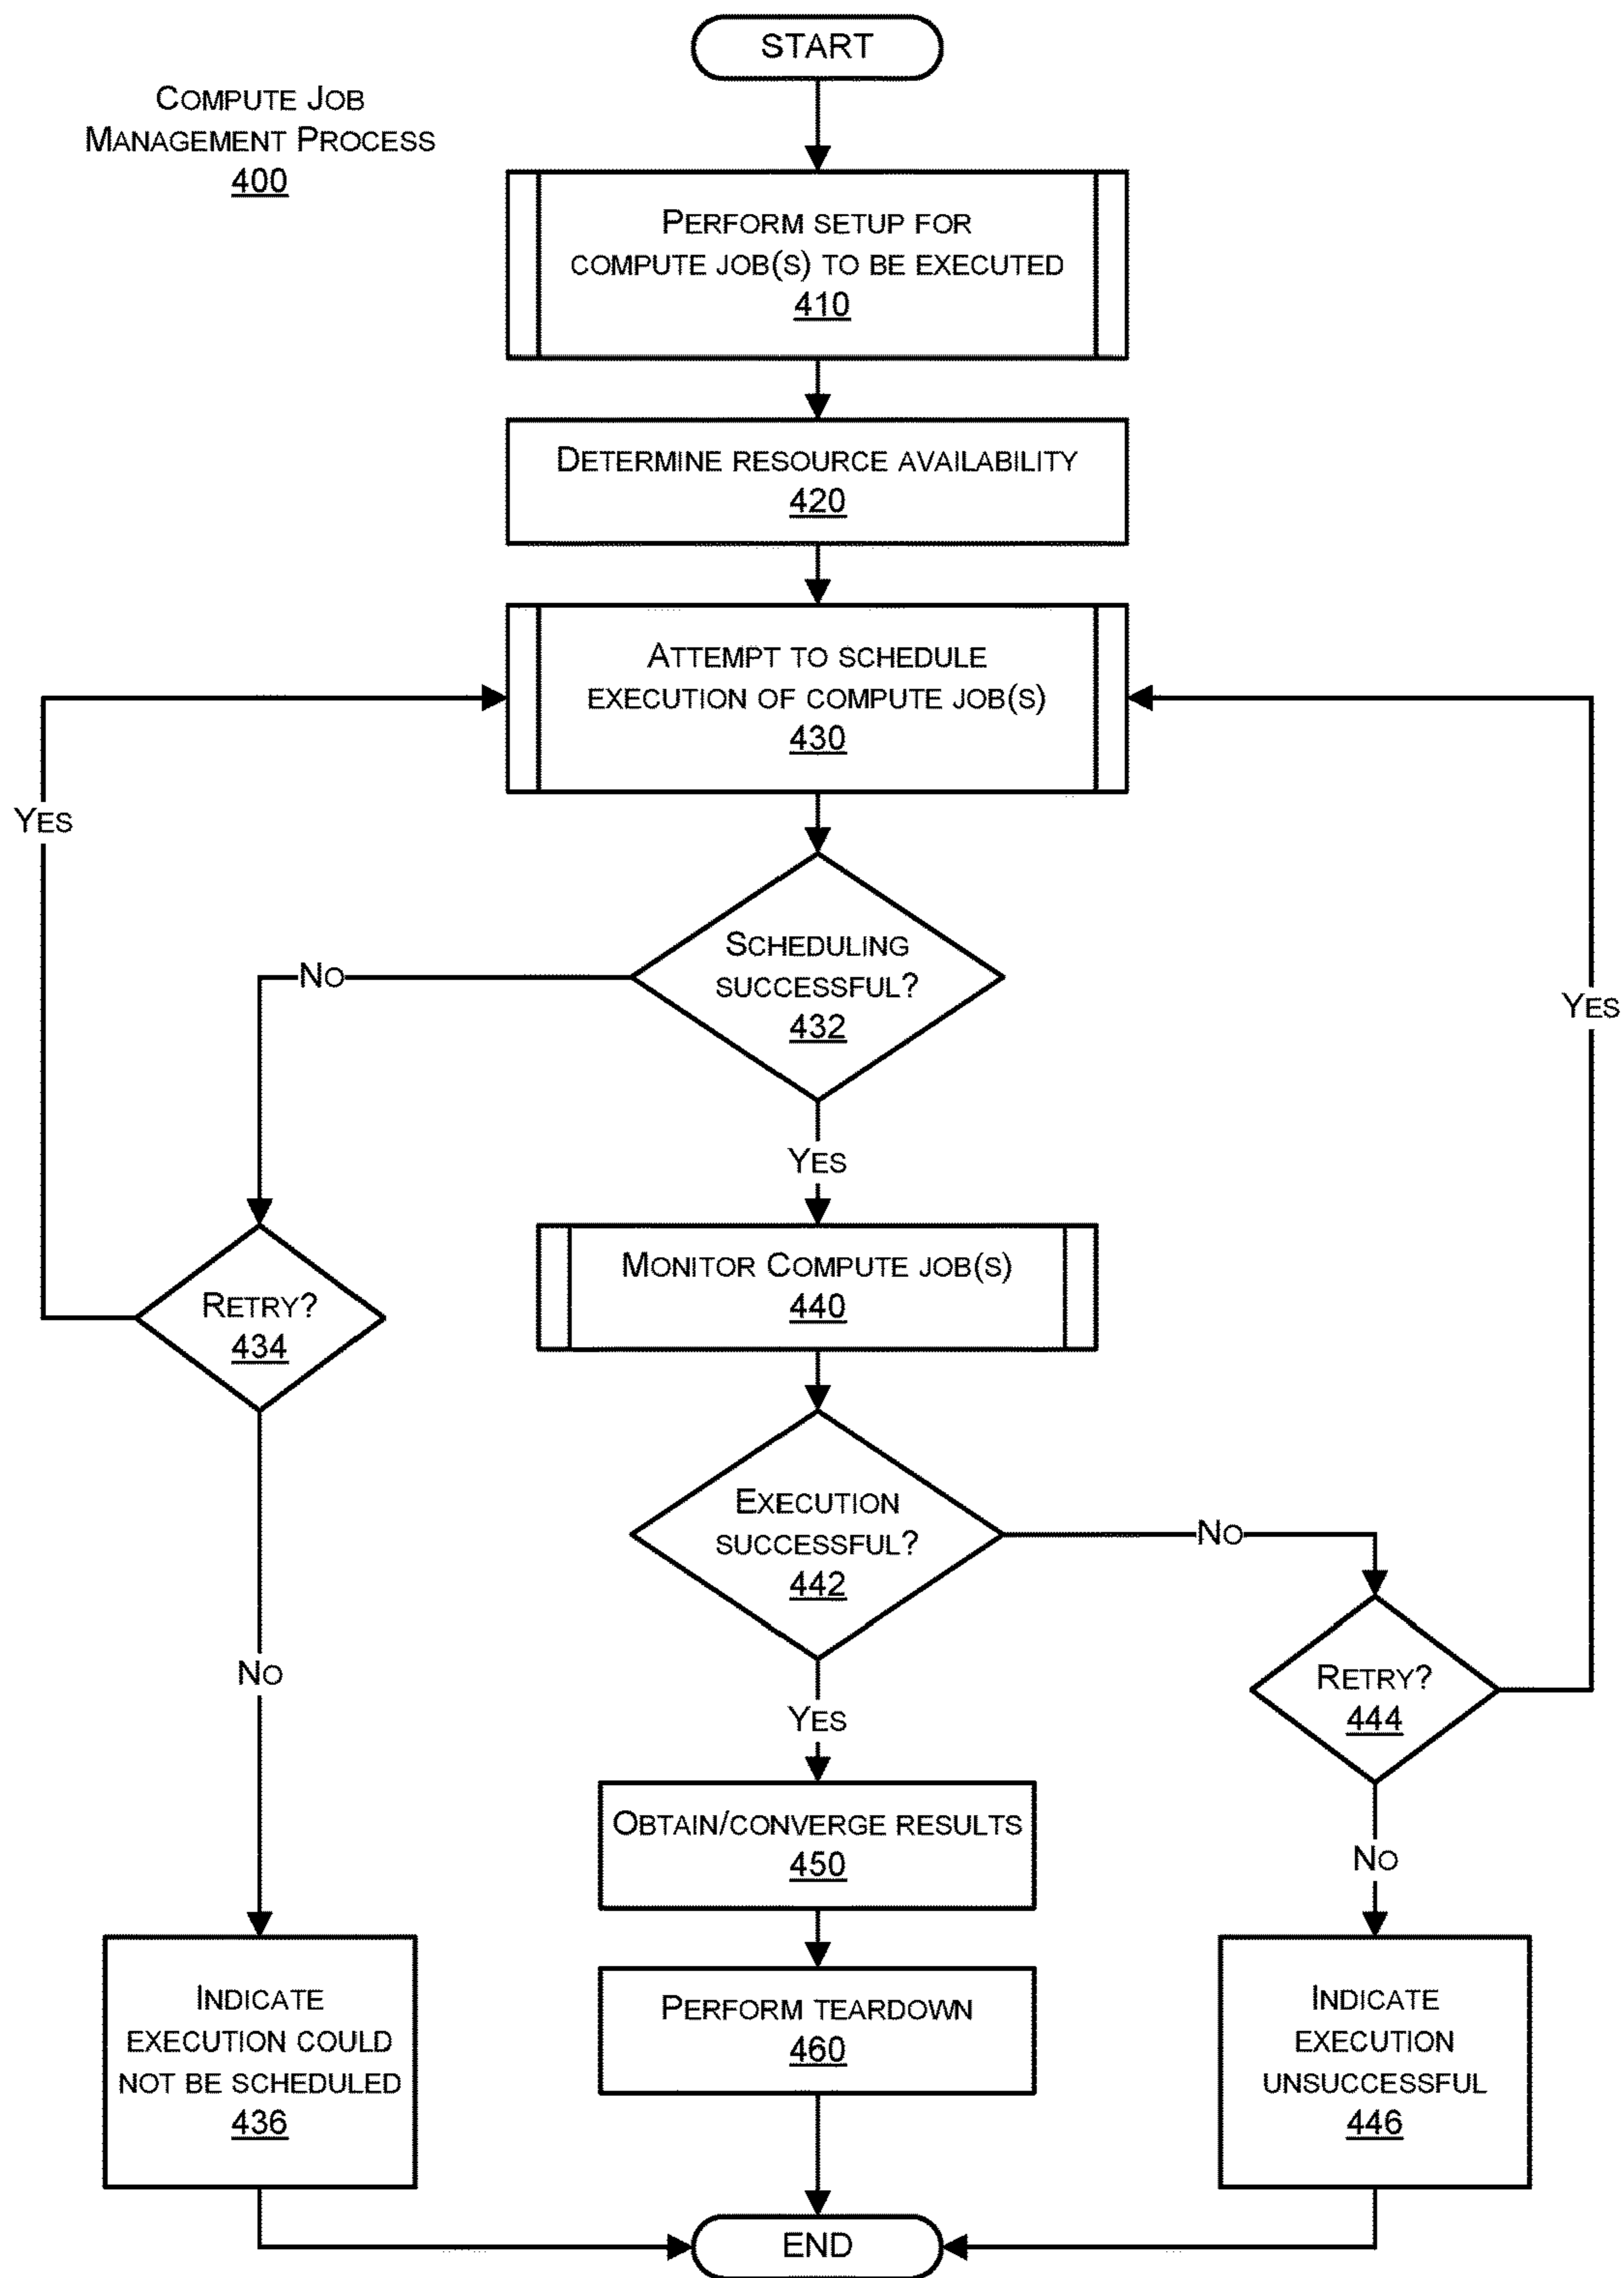 START
COMPUTE JOB
MANAGEMENT PROCESS
400
PERFORM SETUP FOR
COMPUTE JOB(S) TO BE EXECUTED
410
DETERMINE RESOURCE AVAILABILITY
420
ATTEMPT TO SCHEDULE
EXECUTION OF COMPUTE JOB(S)
430
YES
SCHEDULING
SUCCESSFUL?
432
NO
YES
YES
MONITOR COMPUTE JOB(S)
440
RETRY?
434
EXECUTION
SUCCESSFUL?
442
NO
NO
RETRY?
444
YES
OBTAIN/CONVERGE RESULTS
450
NO
INDICATE
EXECUTION COULD
NOT BE SCHEDULED
436
PERFORM TEARDOWN
460
INDICATE
EXECUTION
UNSUCCESSFUL
446
END